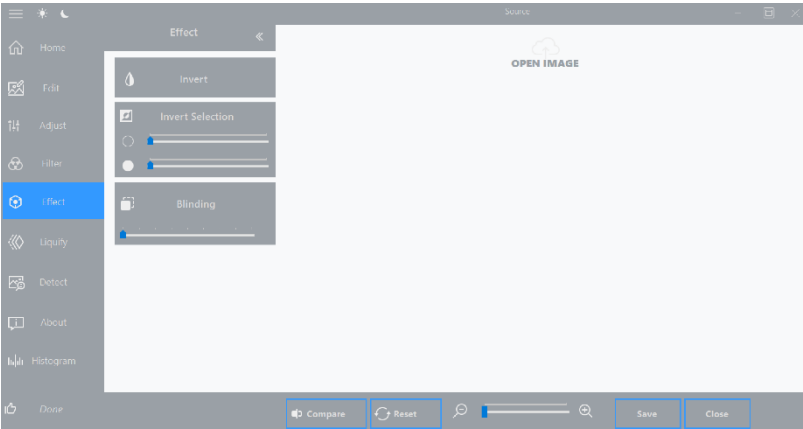 Source
Effect
Home
Edit
Adjust
Filter
Effect
Liquify
Detect
About
Histogram
Done
Invert
Invert Selection
Blinding
OPEN IMAGE
Compare
Reset
Save
Close